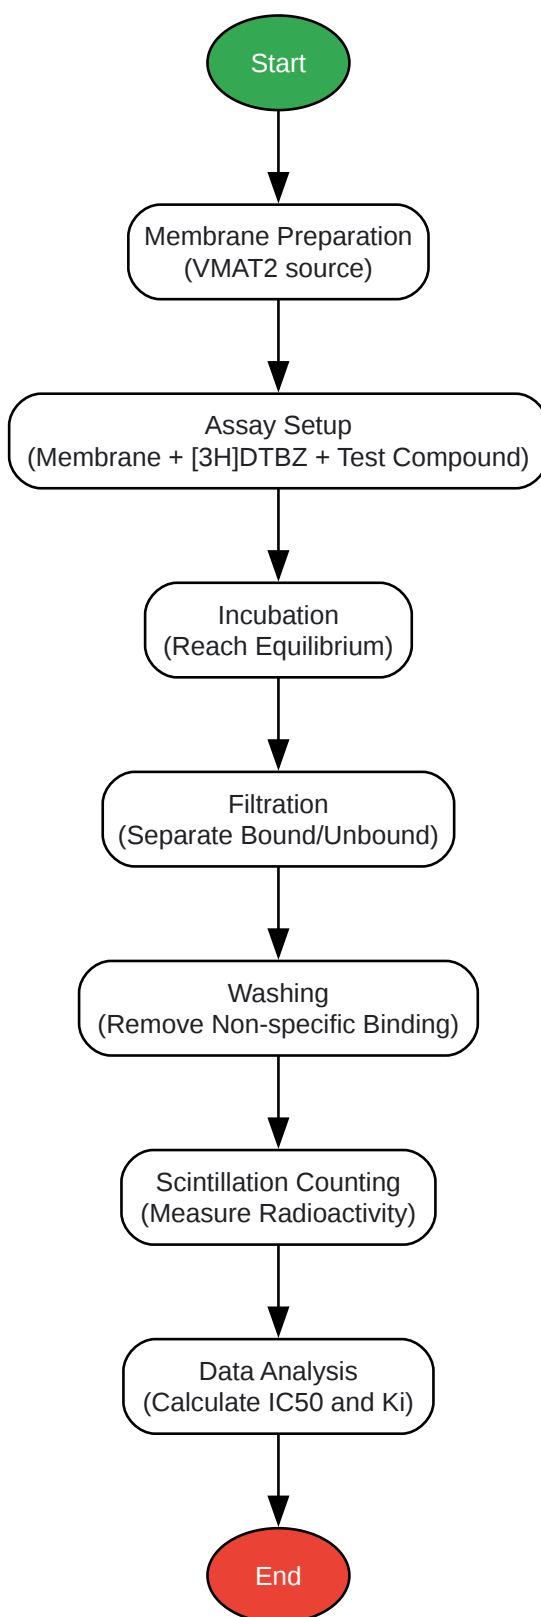 Start
Membrane Preparation
(VMAT2 source)
Assay Setup
(Membrane + [3H]DTBZ + Test Compound)
Incubation
(Reach Equilibrium)
Filtration
(Separate Bound/Unbound)
Washing
(Remove Non-specific Binding)
Scintillation Counting
(Measure Radioactivity)
Data Analysis
(Calculate IC50 and Ki)
End